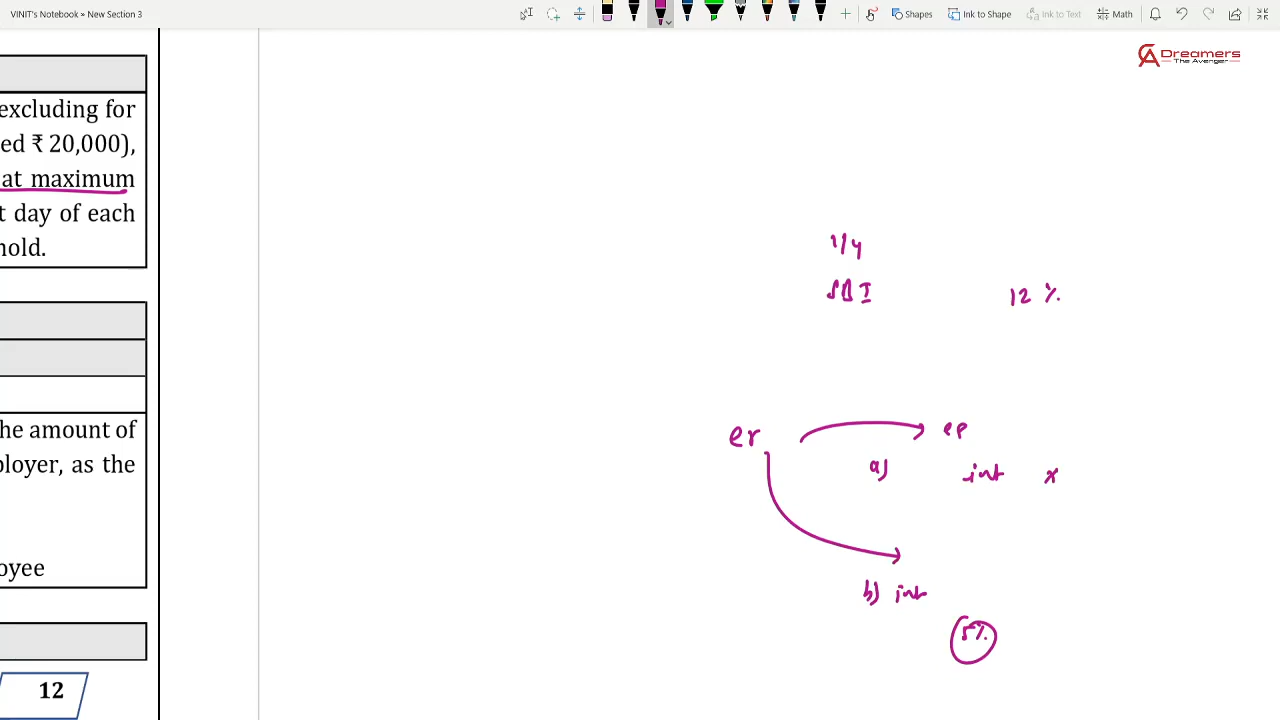 VINIT's Notebook » New Section 3
Shapes
Ink to Shape
Ink to Text
Math
Dreamers
The Avenger
excluding for
ed ₹ 20,000),
at maximum
t day of each
hold.
1/4
SBI 12 %
er ep
a) int x
b) int
5%
he amount of
ployer, as the
oyee
12